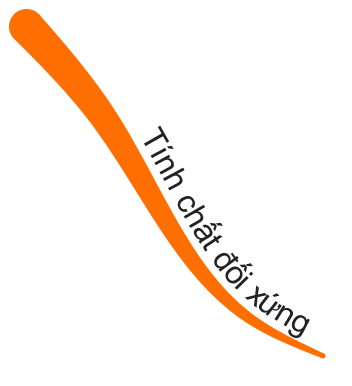 Tính chất đối xứng